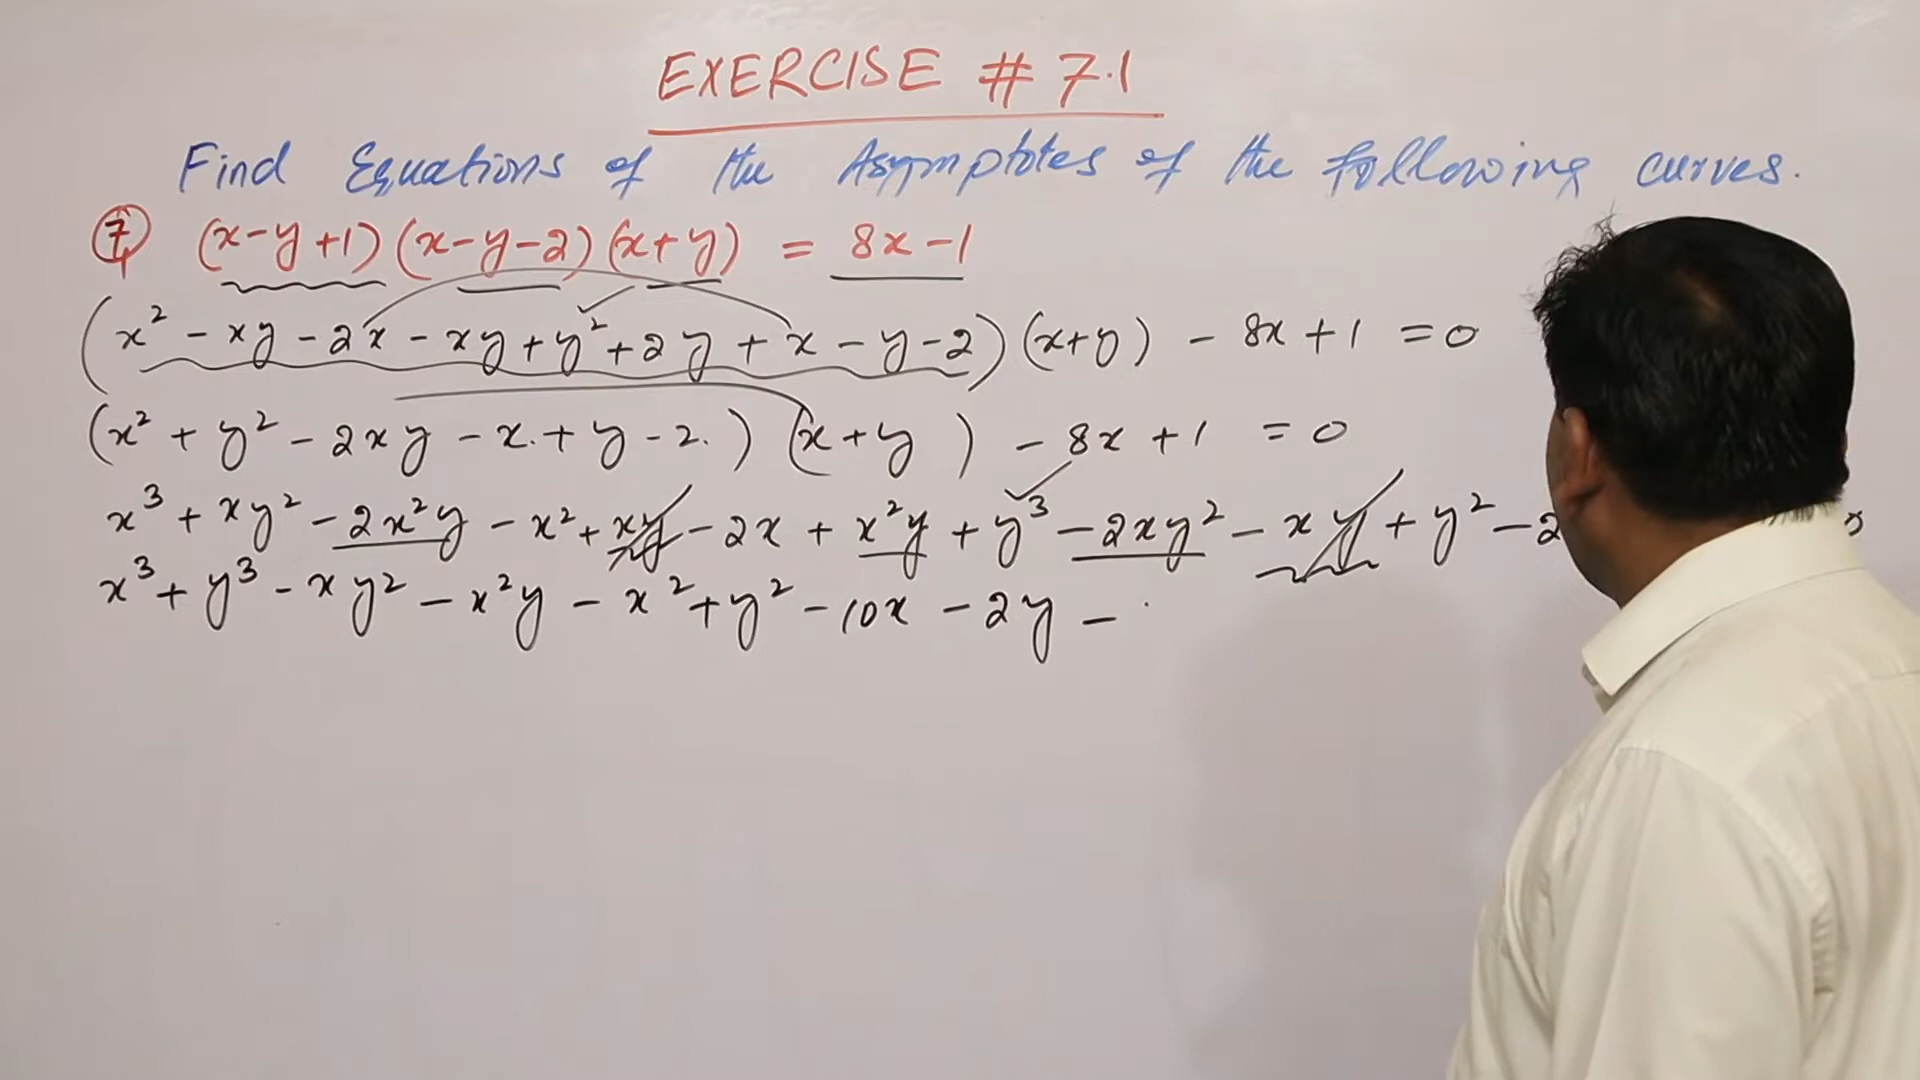 EXERCISE # 7.1
Find Equations of the Asymptotes of the following curves.
7 (x-y+1)(x-y-2)(x+y) = 8x-1
(x² - xy - 2x - xy + y² + 2y + x - y - 2)(x+y) - 8x + 1 = 0
(x² + y² - 2xy - x + y - 2)(x+y) - 8x + 1 = 0
x³ + xy² - 2x²y - x² + xy - 2x + x²y + y³ - 2xy² - xy + y² - 2
x³ + y³ - xy² - x²y - x² + y² - 10x - 2y -